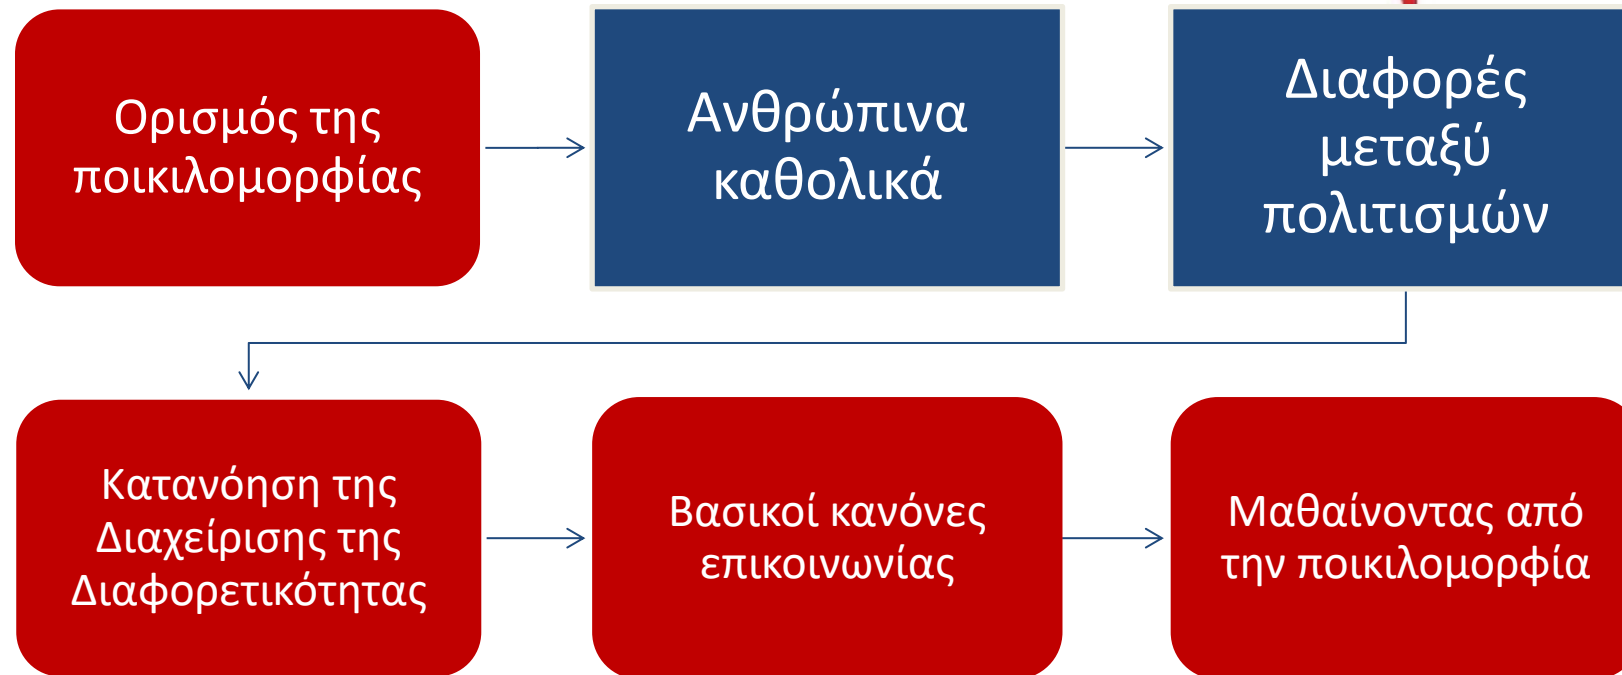 Ορισμός της
ποικιλομορφίας
Ανθρώπινα
καθολικά
Διαφορές
μεταξύ
πολιτισμών
Κατανόηση της
Διαχείρισης της
Διαφορετικότητας
Βασικοί κανόνες
επικοινωνίας
Μαθαίνοντας από
την ποικιλομορφία